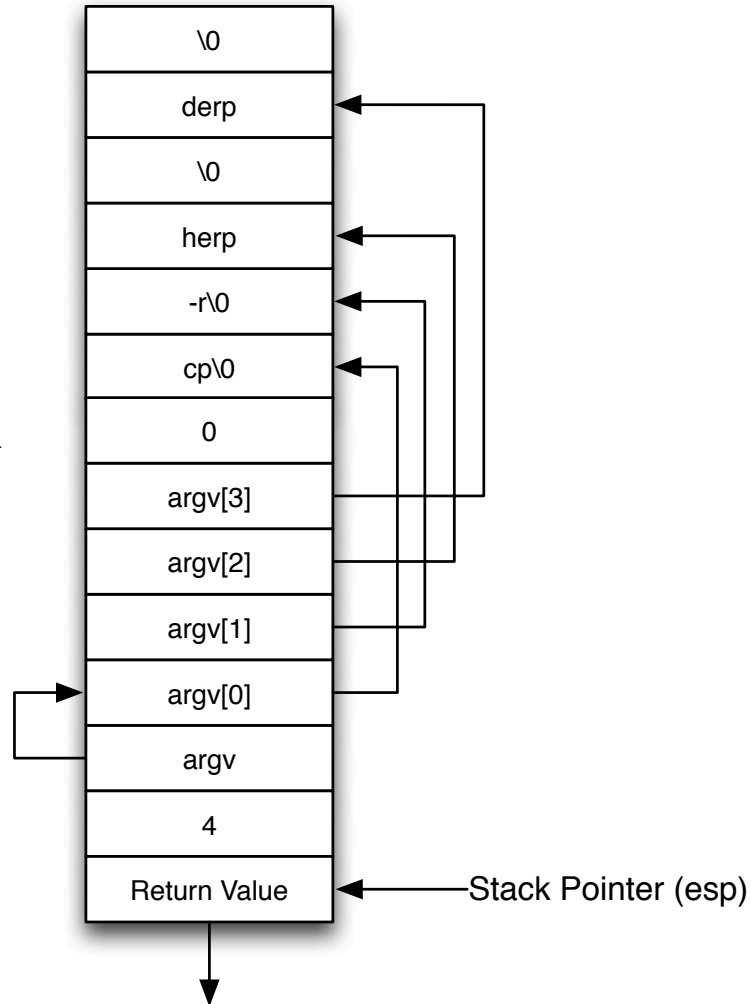 \0
derp
\0
herp
-r\0
cp\0
0
argv[3]
argv[2]
argv[1]
argv[0]
argv
4
Return Value
Stack Pointer (esp)